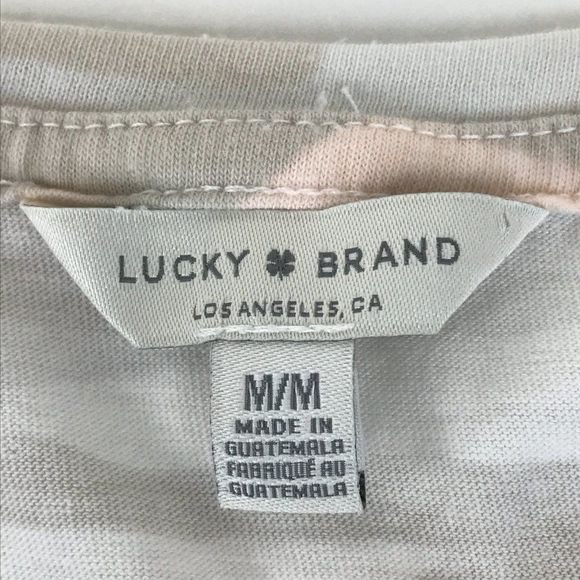 LUCKY BRAND
LOS ANGELES, CA
M/M
MADE IN
GUATEMALA
FABRIQUÉ AU
GUATEMALA